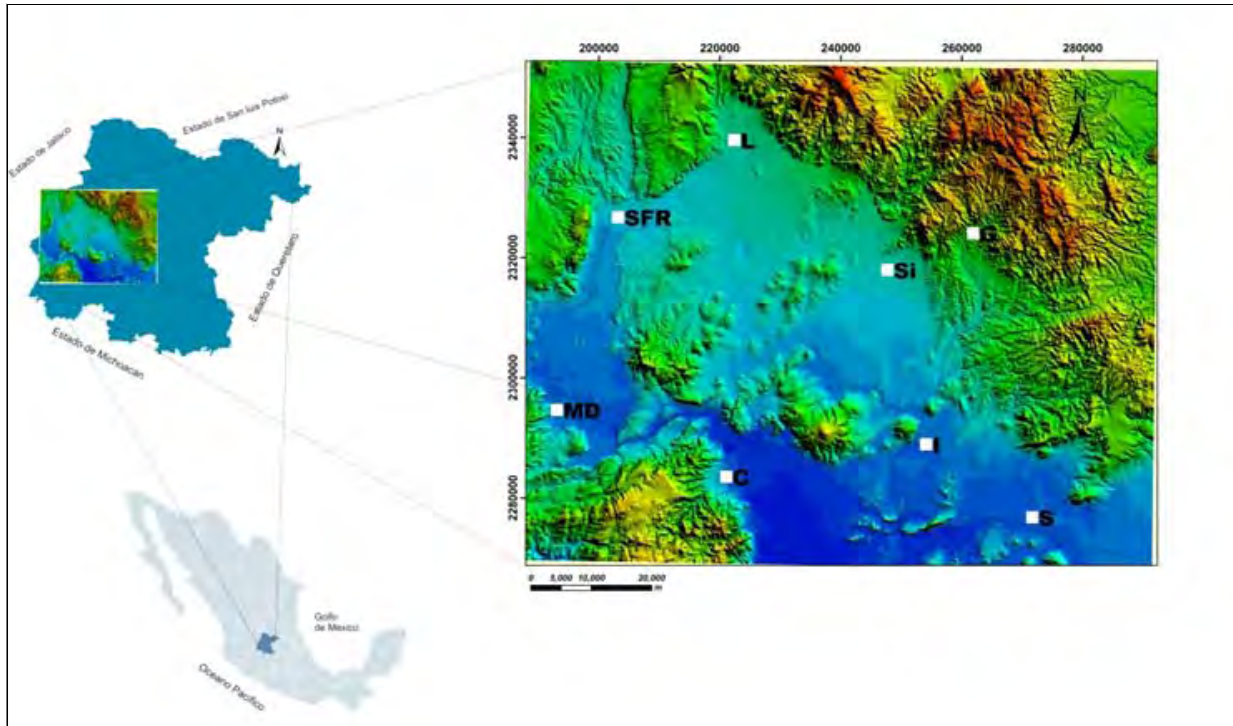 Estado de San luis Potosi
Estado de Jalisco
N
Estado de Queretaro
Estado de Michoacan
Golfo
de Mexico
Oceano Pacifico
200000
220000
240000
260000
280000
2340000
2320000
2300000
2280000
N
L
SFR
G
Si
MD
I
C
S
0 5,000 10,000 20,000
m